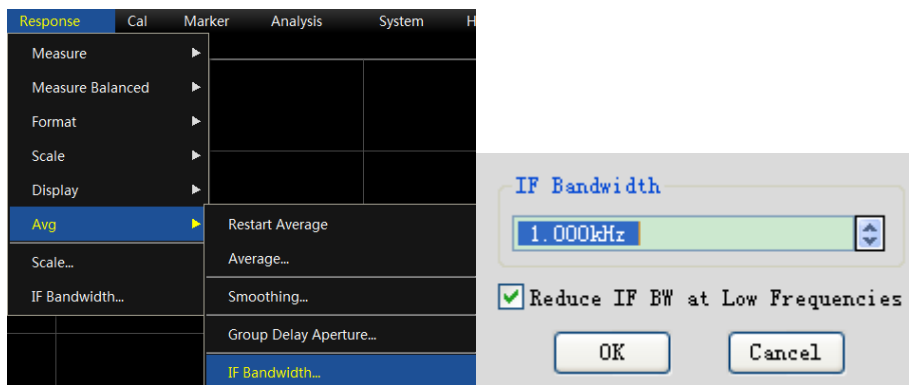 Response Cal Marker Analysis System H
Measure
Measure Balanced
Format
Scale
Display
Avg
Scale...
IF Bandwidth...
Restart Average
Average...
Smoothing...
Group Delay Aperture...
IF Bandwidth...
IF Bandwidth
1.000kHz
Reduce IF BW at Low Frequencies
OK Cancel